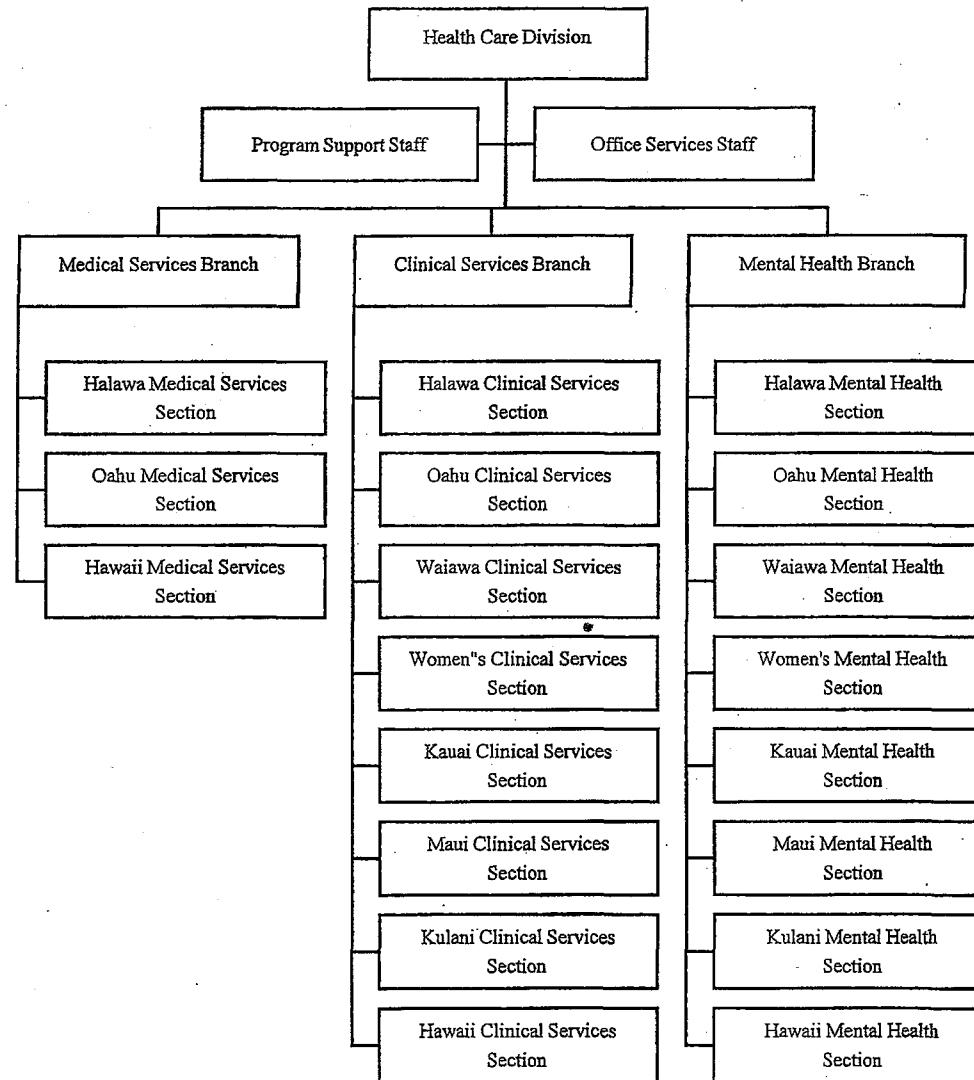 Health Care Division
Program Support Staff
Office Services Staff
Medical Services Branch
Clinical Services Branch
Mental Health Branch
Halawa Medical Services
Section
Oahu Medical Services
Section
Hawaii Medical Services
Section
Halawa Clinical Services
Section
Oahu Clinical Services
Section
Waiawa Clinical Services
Section
Women"s Clinical Services
Section
Kauai Clinical Services
Section
Maui Clinical Services
Section
Kulani Clinical Services
Section
Hawaii Clinical Services
Section
Halawa Mental Health
Section
Oahu Mental Health
Section
Waiawa Mental Health
Section
Women's Mental Health
Section
Kauai Mental Health
Section
Maui Mental Health
Section
Kulani Mental Health
Section
Hawaii Mental Health
Section